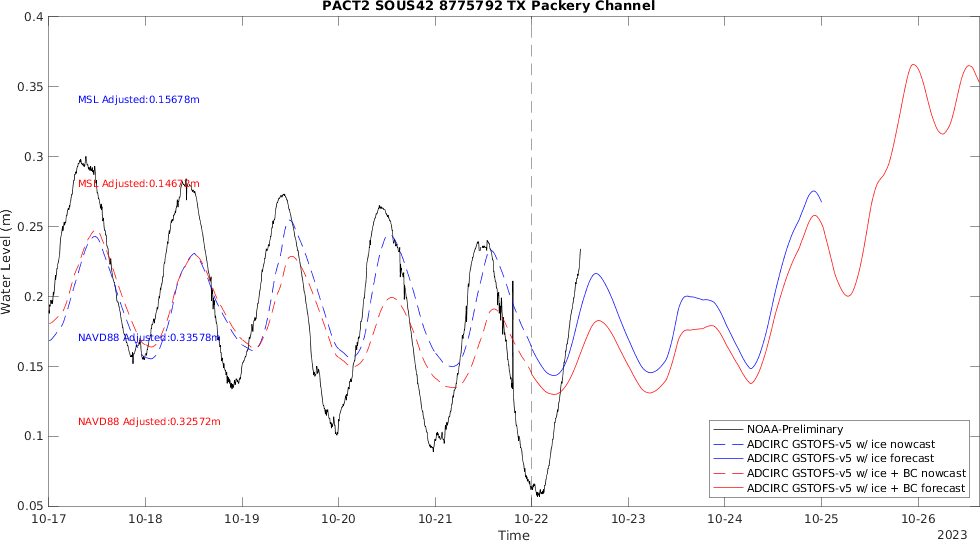 PACT2 SOUS42 8775792 TX Packery Channel
0.4
0.35
0.3
0.25
0.2
0.15
0.1
0.05
Water Level (m)
MSL Adjusted:0.15678m
MSL Adjusted:0.1467
NAVD88 Adjusted:0.33578m
NAVD88 Adjusted:0.32572m
NOAA-Preliminary
ADCIRC GSTOFS-v5 w/ ice nowcast
ADCIRC GSTOFS-v5 w/ ice forecast
ADCIRC GSTOFS-v5 w/ ice + BC nowcast
ADCIRC GSTOFS-v5 w/ ice + BC forecast
10-17 10-18 10-19 10-20 10-21 10-22 10-23 10-24 10-25 10-26
Time
2023